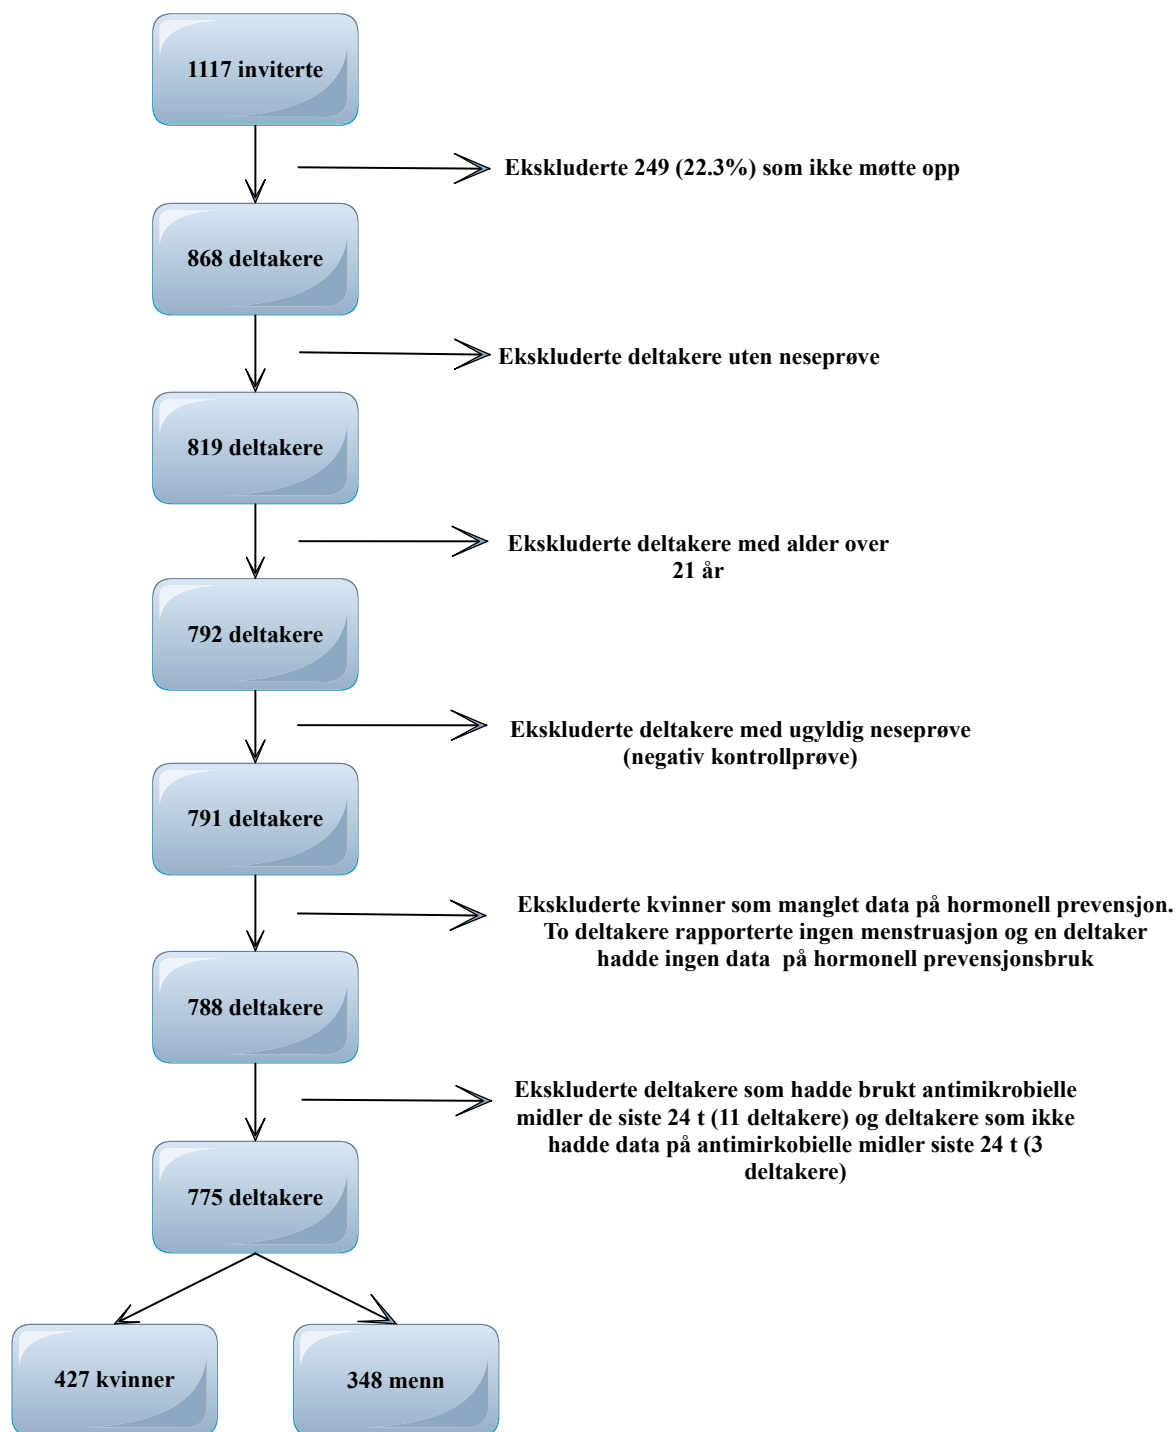 1117 inviterte
Ekskluderte 249 (22.3%) som ikke møtte opp
868 deltakere
Ekskluderte deltakere uten neseprøve
819 deltakere
Ekskluderte deltakere med alder over
21 år
792 deltakere
Ekskluderte deltakere med ugyldig neseprøve
(negativ kontrollprøve)
791 deltakere
Ekskluderte kvinner som manglet data på hormonell prevensjon.
To deltakere rapporterte ingen menstruasjon og en deltaker
hadde ingen data  på hormonell prevensjonsbruk
788 deltakere
Ekskluderte deltakere som hadde brukt antimikrobielle
midler de siste 24 t (11 deltakere) og deltakere som ikke
hadde data på antimirkobielle midler siste 24 t (3
deltakere)
775 deltakere
427 kvinner
348 menn